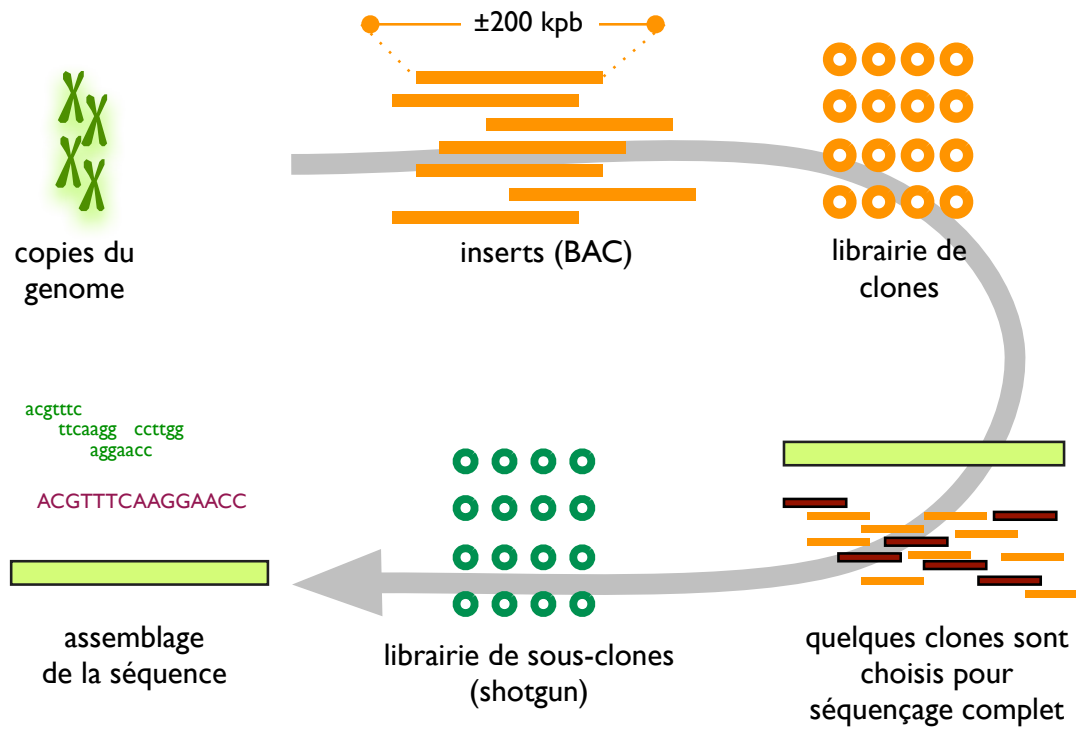 ±200 kpb
copies du
genome
inserts (BAC)
librairie de
clones
quelques clones sont
choisis pour
séquençage complet
librairie de sous-clones
(shotgun)
acgtttc
ttcaagg ccttgg
aggaacc
ACGTTTCAAGGAACC
assemblage
de la séquence